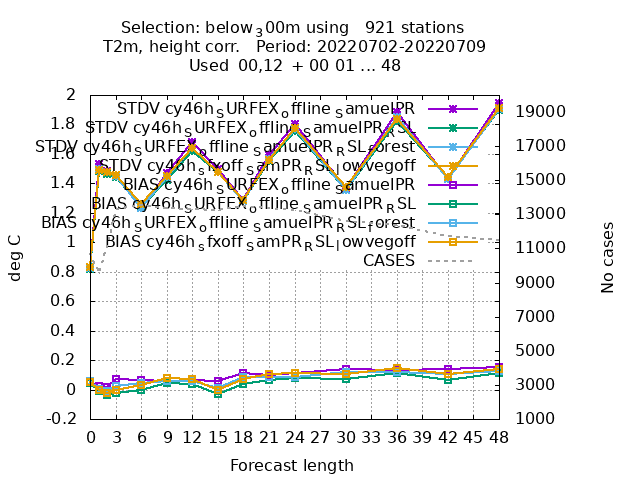 Selection: below_300m using 921 stations
T2m, height corr. Period: 20220702-20220709
Used 00,12 + 00 01 ... 48
2
1.8
1.6
1.4
1.2
1
0.8
0.6
0.4
0.2
0
-0.2
deg C
STDV cy46h_SURFEX_offline_samuelPR
STDV cy46h_SURFEX_offline_samuelPR_RSL
STDV cy46h_SURFEX_offline_samuelPR_RSL_forest
STDV cy46h_sfxoff_samPR_RSL_lowvegoff
BIAS cy46h_SURFEX_offline_samuelPR
BIAS cy46h_SURFEX_offline_samuelPR_RSL
BIAS cy46h_SURFEX_offline_samuelPR_RSL_forest
BIAS cy46h_sfxoff_samPR_RSL_lowvegoff
CASES
19000
17000
15000
13000
11000
9000
7000
5000
3000
1000
No cases
0 3 6 9 12 15 18 21 24 27 30 33 36 39 42 45 48
Forecast length